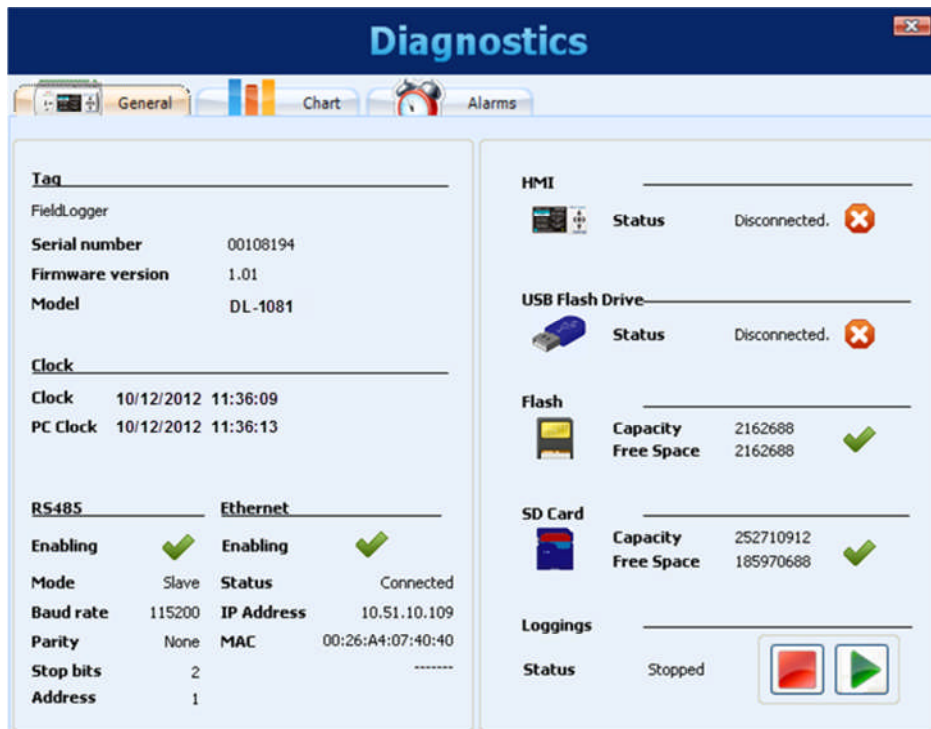 Diagnostics
General Chart Alarms
Tag
FieldLogger
Serial number 00108194
Firmware version 1.01
Model DL-1081
Clock
Clock 10/12/2012 11:36:09
PC Clock 10/12/2012 11:36:13
RS485 Ethernet
Enabling Enabling
Mode Slave Status Connected
Baud rate 115200 IP Address 10.51.10.109
Parity None MAC 00:26:A4:07:40:40
Stop bits 2 -------
Address 1
HMI
Status Disconnected.
USB Flash Drive
Status Disconnected.
Flash
Capacity 2162688
Free Space 2162688
SD Card
Capacity 252710912
Free Space 185970688
Loggings
Status Stopped